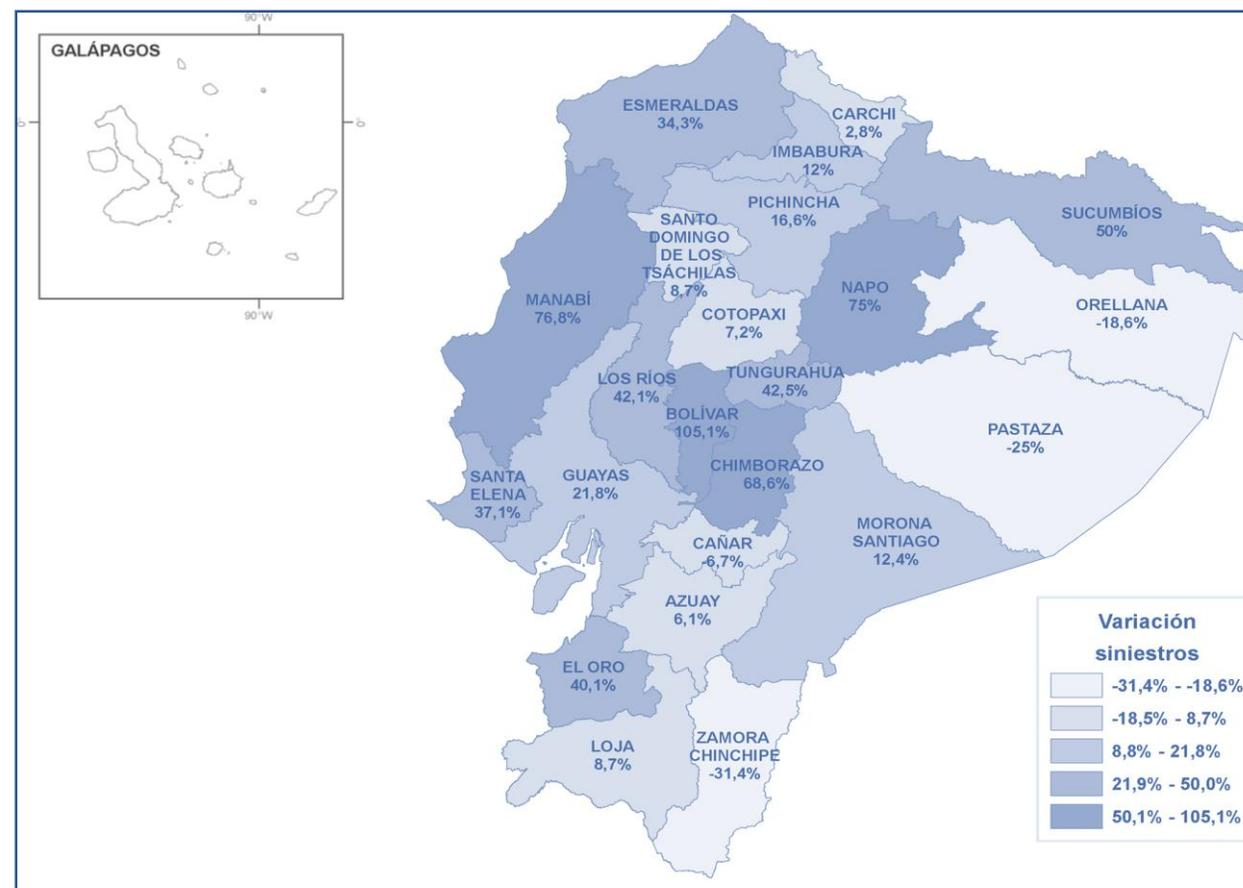 90°W
GALÁPAGOS
0°
0°
90°W
ESMERALDAS
34,3%
CARCHI
2,8%
IMBABURA
12%
PICHINCHA
16,6%
SUCUMBÍOS
50%
SANTO
DOMINGO
DE LOS
TSÁCHILAS
8,7%
MANABÍ
76,8%
NAPO
75%
ORELLANA
-18,6%
COTOPAXI
7,2%
LOS RÍOS
42,1%
TUNGURAHUA
42,5%
BOLÍVAR
105,1%
PASTAZA
-25%
CHIMBORAZO
68,6%
SANTA
ELENA
37,1%
GUAYAS
21,8%
MORONA
SANTIAGO
12,4%
CAÑAR
-6,7%
AZUAY
6,1%
EL ORO
40,1%
LOJA
8,7%
ZAMORA
CHINCHIPE
-31,4%
Variación
siniestros
-31,4% - -18,6%
-18,5% - 8,7%
8,8% - 21,8%
21,9% - 50,0%
50,1% - 105,1%